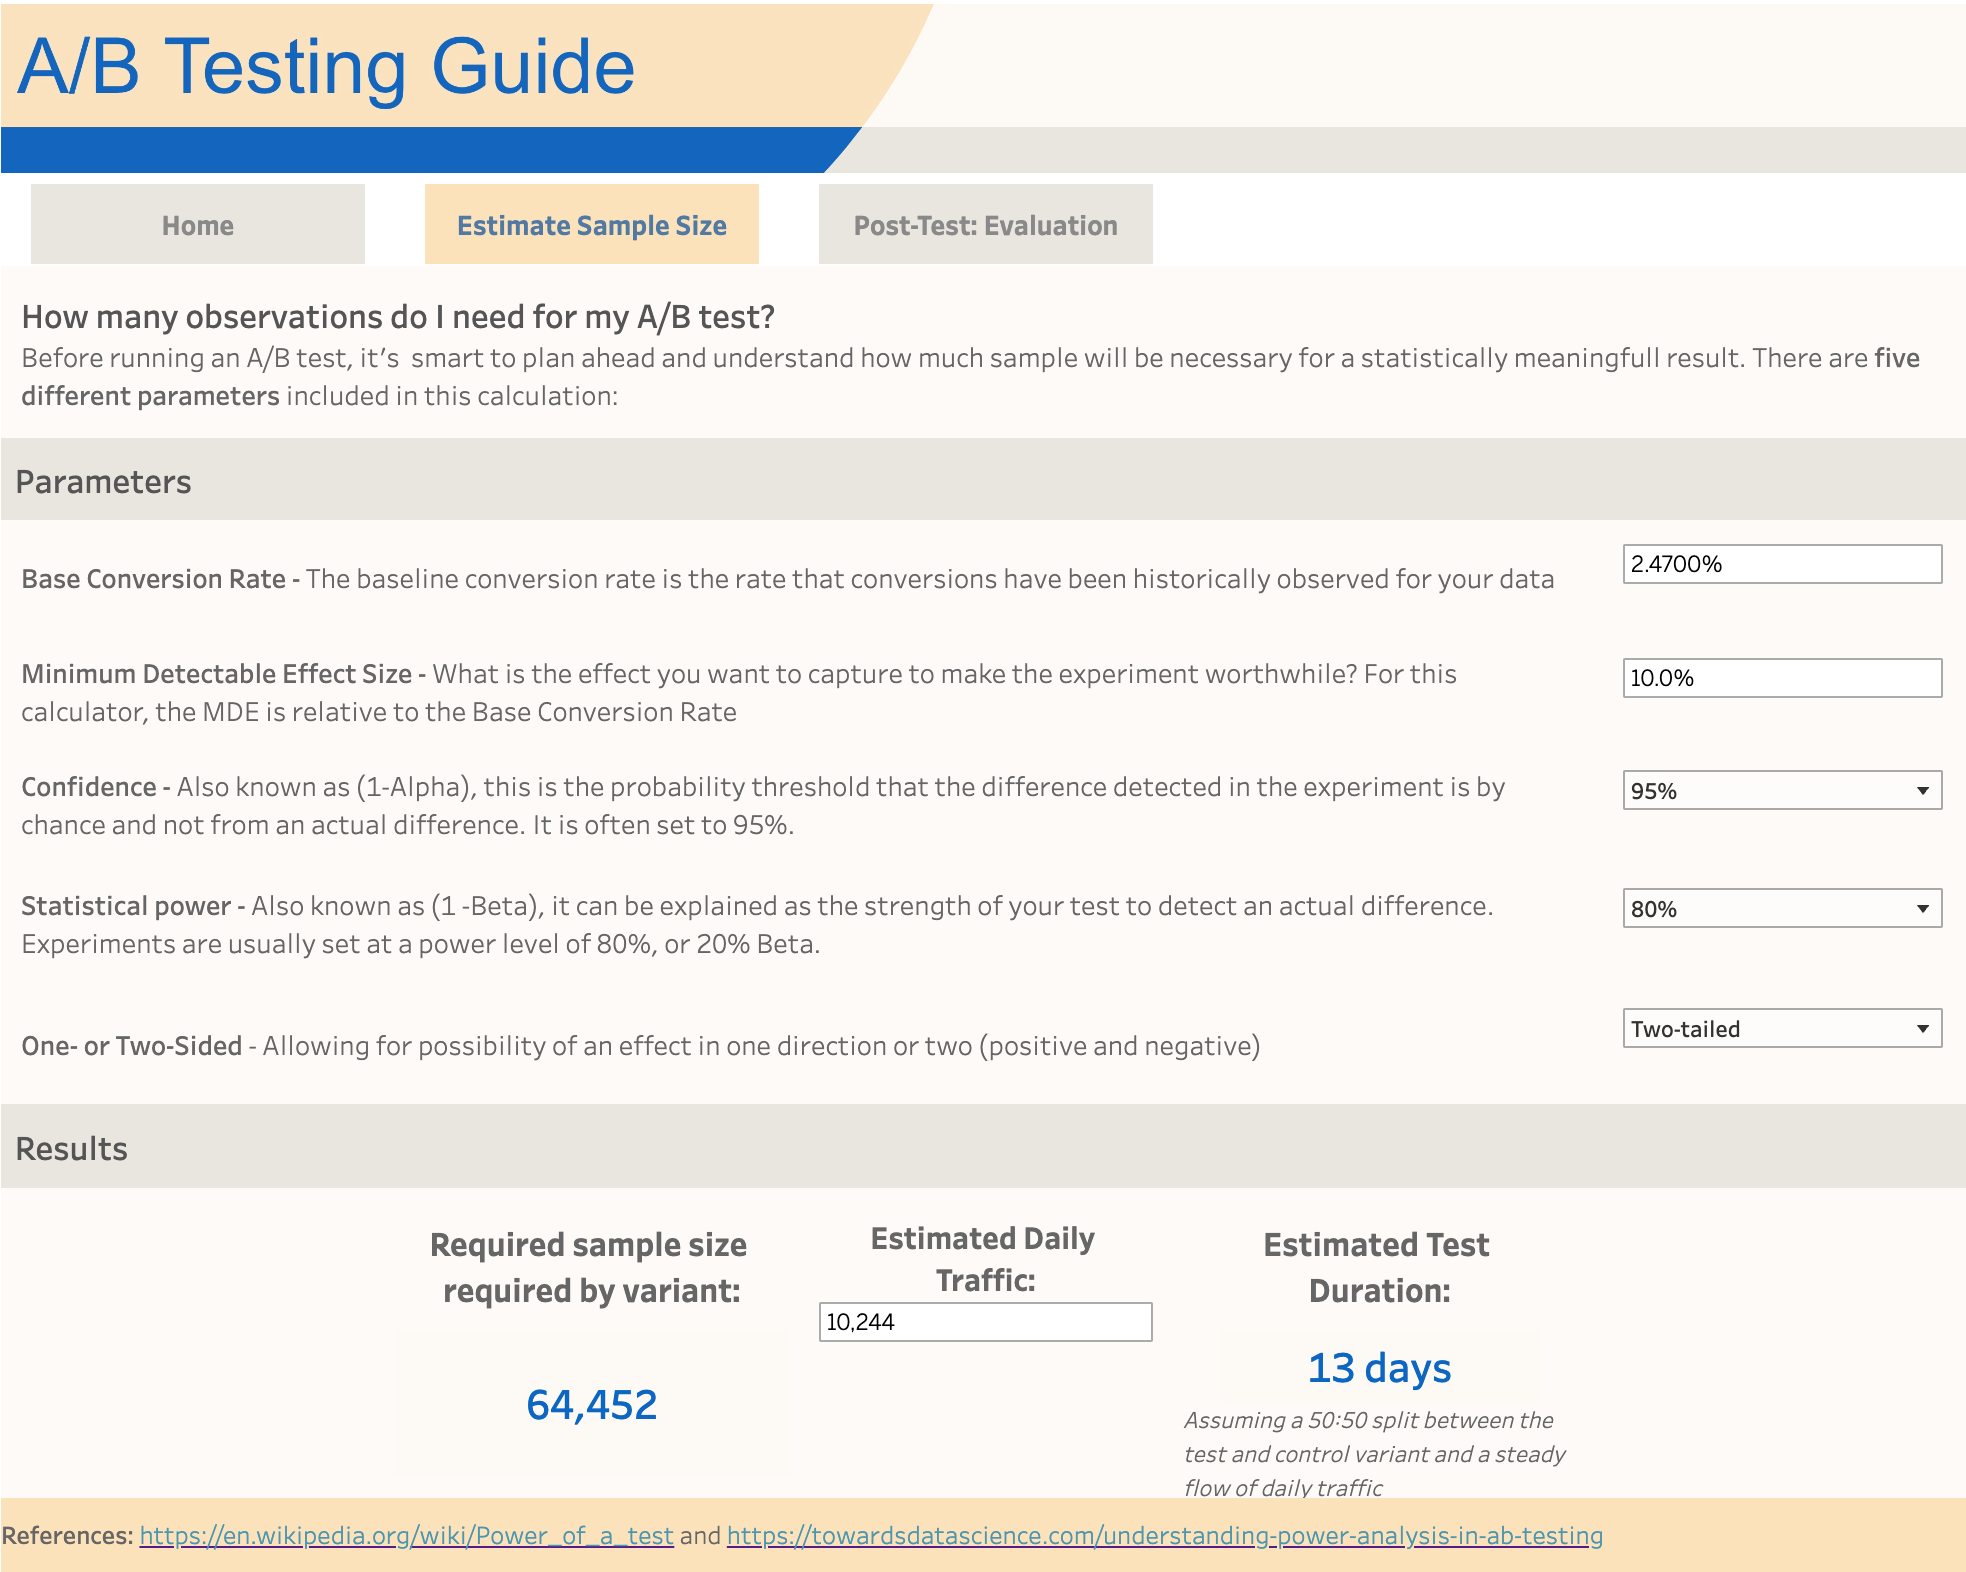 A/B Testing Guide
Home
Estimate Sample Size
Post-Test: Evaluation
How many observations do I need for my A/B test?
Before running an A/B test, it's  smart to plan ahead and understand how much sample will be necessary for a statistically meaningfull result. There are five
different parameters included in this calculation:
Parameters
Base Conversion Rate - The baseline conversion rate is the rate that conversions have been historically observed for your data
2.4700%
Minimum Detectable Effect Size - What is the effect you want to capture to make the experiment worthwhile? For this
calculator, the MDE is relative to the Base Conversion Rate
10.0%
Confidence - Also known as (1-Alpha), this is the probability threshold that the difference detected in the experiment is by
chance and not from an actual difference. It is often set to 95%.
95%
Statistical power - Also known as (1 -Beta), it can be explained as the strength of your test to detect an actual difference.
Experiments are usually set at a power level of 80%, or 20% Beta.
80%
One- or Two-Sided - Allowing for possibility of an effect in one direction or two (positive and negative)
Two-tailed
Results
Required sample size
required by variant:
64,452
Estimated Daily
Traffic:
10,244
Estimated Test
Duration:
13 days
Assuming a 50:50 split between the
test and control variant and a steady
flow of daily traffic
References: https://en.wikipedia.org/wiki/Power_of_a_test and https://towardsdatascience.com/understanding-power-analysis-in-ab-testing